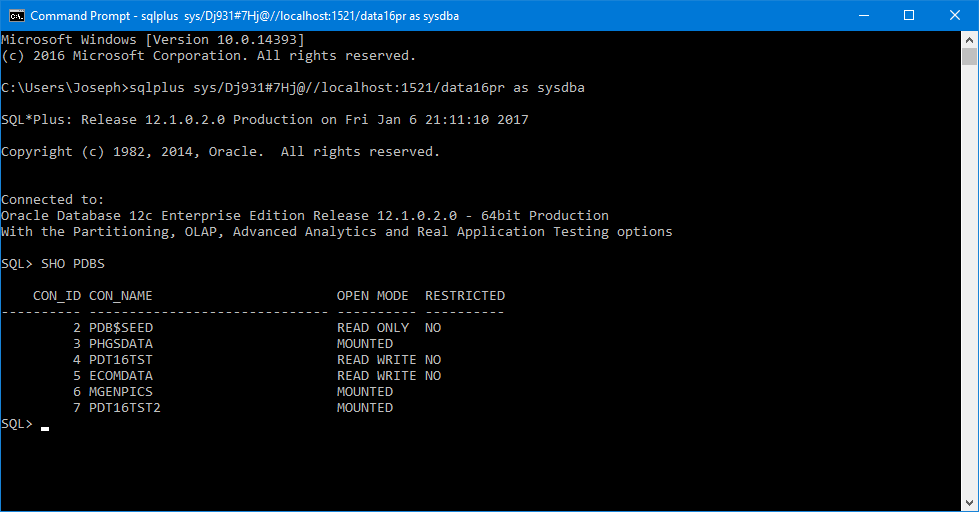 Command Prompt - sqlplus  sys/Dj931#7Hj@//localhost:1521/data16pr as sysdba
Microsoft Windows [Version 10.0.14393]
(c) 2016 Microsoft Corporation. All rights reserved.
C:\Users\Joseph>sqlplus sys/Dj931#7Hj@//localhost:1521/data16pr as sysdba
SQL*Plus: Release 12.1.0.2.0 Production on Fri Jan 6 21:11:10 2017
Copyright (c) 1982, 2014, Oracle.  All rights reserved.
Connected to:
Oracle Database 12c Enterprise Edition Release 12.1.0.2.0 - 64bit Production
With the Partitioning, OLAP, Advanced Analytics and Real Application Testing options
SQL> SHO PDBS
    CON_ID CON_NAME                       OPEN MODE  RESTRICTED
---------- ------------------------------ ---------- ----------
         2 PDB$SEED                       READ ONLY  NO
         3 PHGSDATA                       MOUNTED
         4 PDT16TST                       READ WRITE NO
         5 ECOMDATA                       READ WRITE NO
         6 MGENPICS                       MOUNTED
         7 PDT16TST2                      MOUNTED
SQL>